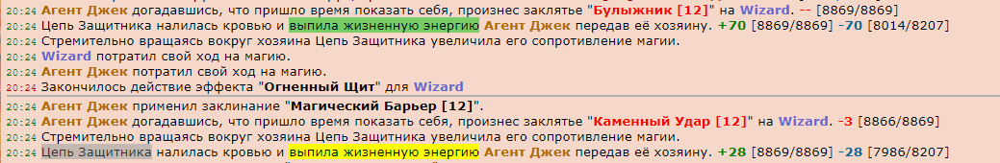 20:24 Агент Джек догадавшись, что пришло время показать себя, произнес заклятье "Булыжник [12]" на Wizard. -- [8869/8869]
20:24 Цепь Защитника налилась кровью и выпила жизненную энергию Агент Джек передав её хозяину. +70 [8869/8869] -70 [8014/8207]
20:24 Стремительно вращаясь вокруг хозяина Цепь Защитника увеличила его сопротивление магии.
20:24 Wizard потратил свой ход на магию.
20:24 Агент Джек потратил свой ход на магию.
20:24 Закончилось действие эффекта "Огненный Щит" для Wizard
20:24 Агент Джек применил заклинание "Магический Барьер [12]".
20:24 Агент Джек догадавшись, что пришло время показать себя, произнес заклятье "Каменный Удар [12]" на Wizard. -3 [8866/8869]
20:24 Стремительно вращаясь вокруг хозяина Цепь Защитника увеличила его сопротивление магии.
20:24 Цепь Защитника налилась кровью и выпила жизненную энергию Агент Джек передав её хозяину. +28 [8869/8869] -28 [7986/8207]